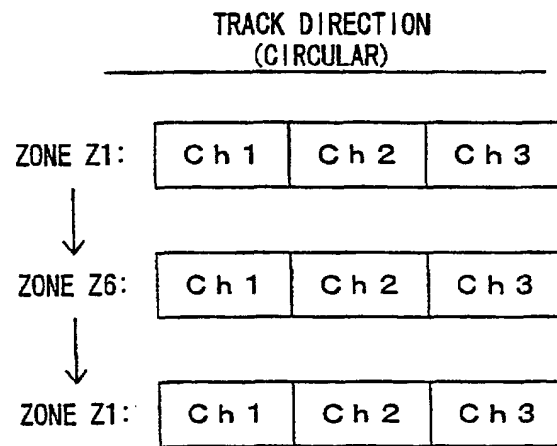 TRACK DIRECTION
(CIRCULAR)
ZONE Z1: Ch1 Ch2 Ch3
ZONE Z6: Ch1 Ch2 Ch3
ZONE Z1: Ch1 Ch2 Ch3